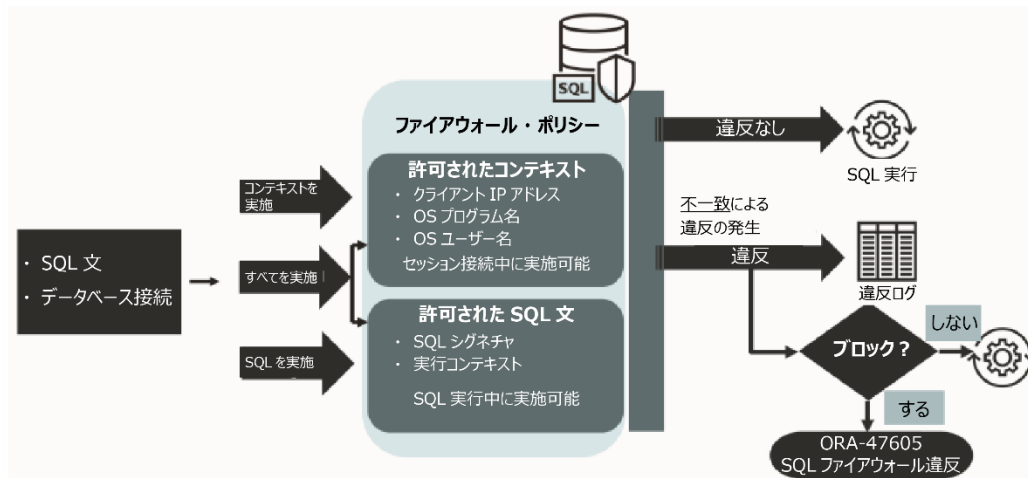 ・ SQL 文
・ データベース接続
コンテキストを
実施
すべてを実施
SQL を実施
SQL
ファイアウォール・ポリシー
許可されたコンテキスト
・ クライアント IP アドレス
・ OS プログラム名
・ OS ユーザー名
セッション接続中に実施可能
許可された SQL 文
・ SQL シグネチャ
・ 実行コンテキスト
SQL 実行中に実施可能
違反なし
SQL 実行
不一致による
違反の発生
違反
違反ログ
ブロック？
しない
する
ORA-47605
SQL ファイアウォール違反